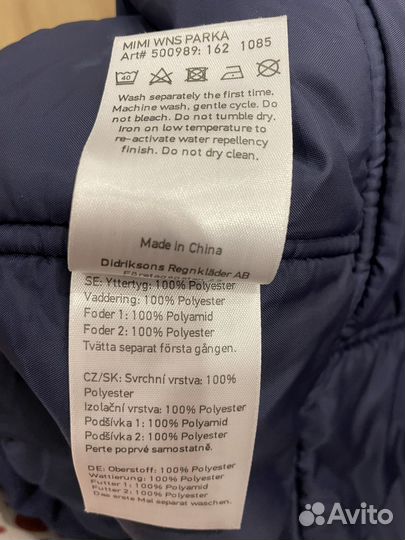 MIMI WNS PARKA
Art# 500989: 162 1085
40
Wash separately the first time.
Machine wash, gentle cycle. Do
not bleach. Do not tumble dry.
Iron on low temperature to
re-activate water repellency
finish. Do not dry clean.
Made in China
Didriksons Regnkläder AB
SE: Yttertyg: 100% Polyester
Vaddering: 100% Polyester
Foder 1: 100% Polyamid
Foder 2: 100% Polyester
Tvätta separat första gången.
CZ/SK: Svrchní vrstva: 100%
Polyester
Izolační vrstva: 100% Polyester
Podšívka 1: 100% Polyamid
Podšívka 2: 100% Polyester
Perte poprvé samostatně.
DE: Oberstoff: 100% Polyester
Wattierung: 100% Polyester
Futter 1: 100% Polyamid
Futter 2: 100% Polyester
Das erste Mal separat waschen.
Avito